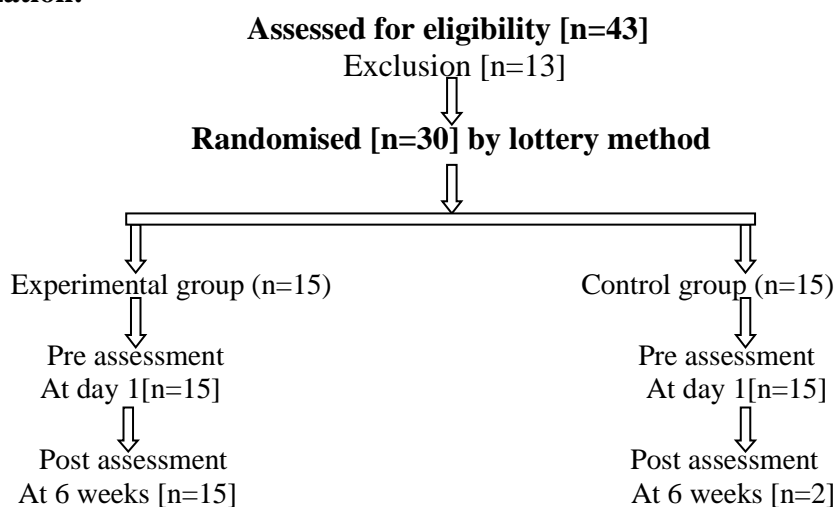 Assessed for eligibility [n=43]
Exclusion [n=13]
Randomised [n=30] by lottery method
Experimental group (n=15)
Control group (n=15)
Pre assessment
At day 1[n=15]
Pre assessment
At day 1[n=15]
Post assessment
At 6 weeks [n=15]
Post assessment
At 6 weeks [n=2]